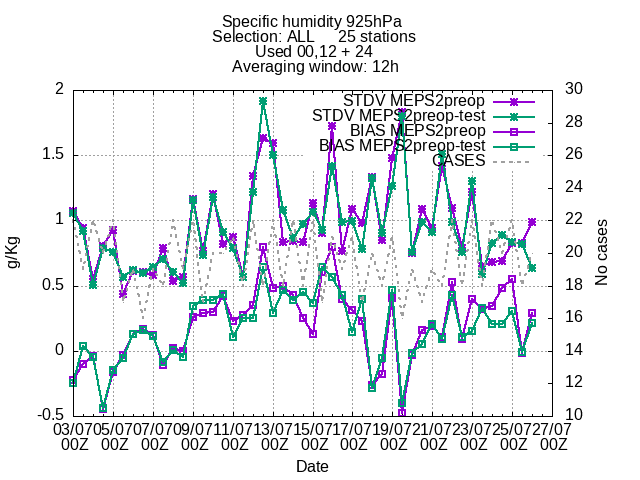 Specific humidity 925hPa
Selection: ALL 25 stations
Used 00,12 + 24
Averaging window: 12h
STDV MEPS2preop
STDV MEPS2preop-test
BIAS MEPS2preop
BIAS MEPS2preop-test
CASES
2
1.5
1
0.5
0
-0.5
g/Kg
30
28
26
24
22
20
18
16
14
12
10
No cases
03/07 05/07 07/07 09/07 11/07 13/07 15/07 17/07 19/07 21/07 23/07 25/07 27/07
00Z 00Z 00Z 00Z 00Z 00Z 00Z 00Z 00Z 00Z 00Z 00Z 00Z
Date